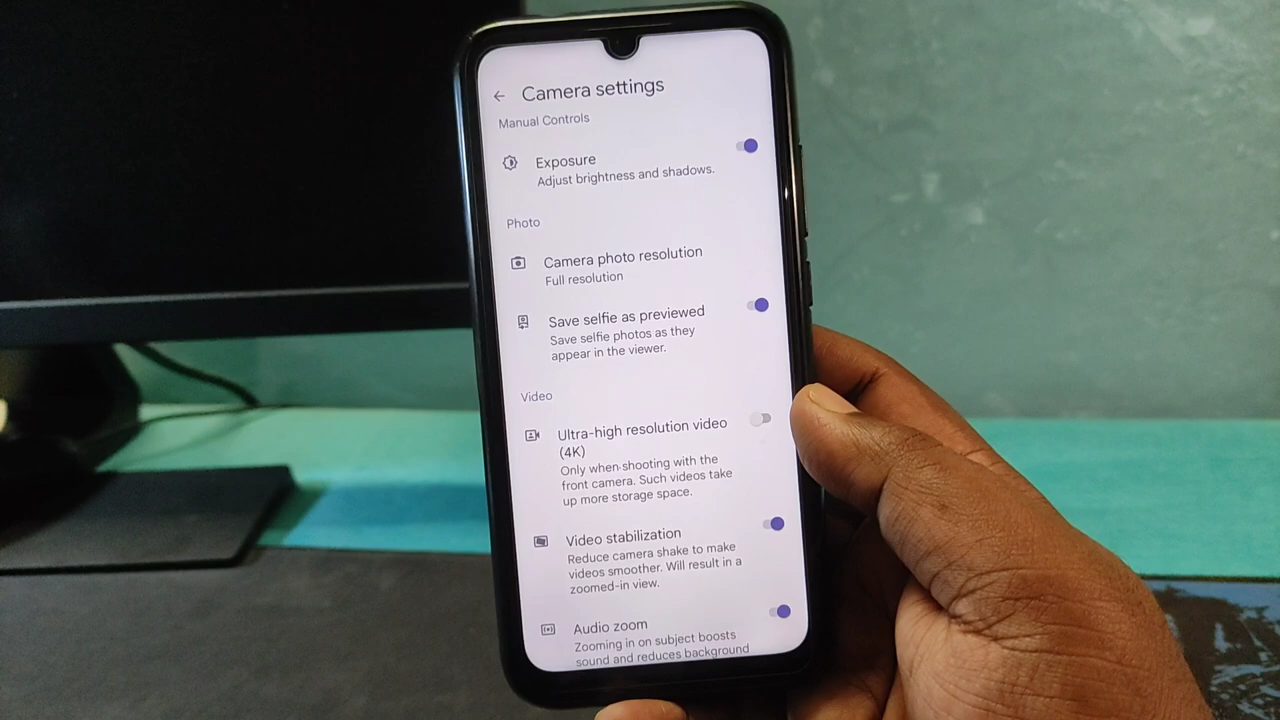 Camera settings
Manual Controls
Exposure
Adjust brightness and shadows.
Photo
Camera photo resolution
Full resolution
Save selfie as previewed
Save selfie photos as they
appear in the viewer.
Video
Ultra-high resolution video
(4K)
Only when shooting with the
front camera. Such videos take
up more storage space.
Video stabilization
Reduce camera shake to make
videos smoother. Will result in a
zoomed-in view.
Audio zoom
Zooming in on subject boosts
sound and reduces background